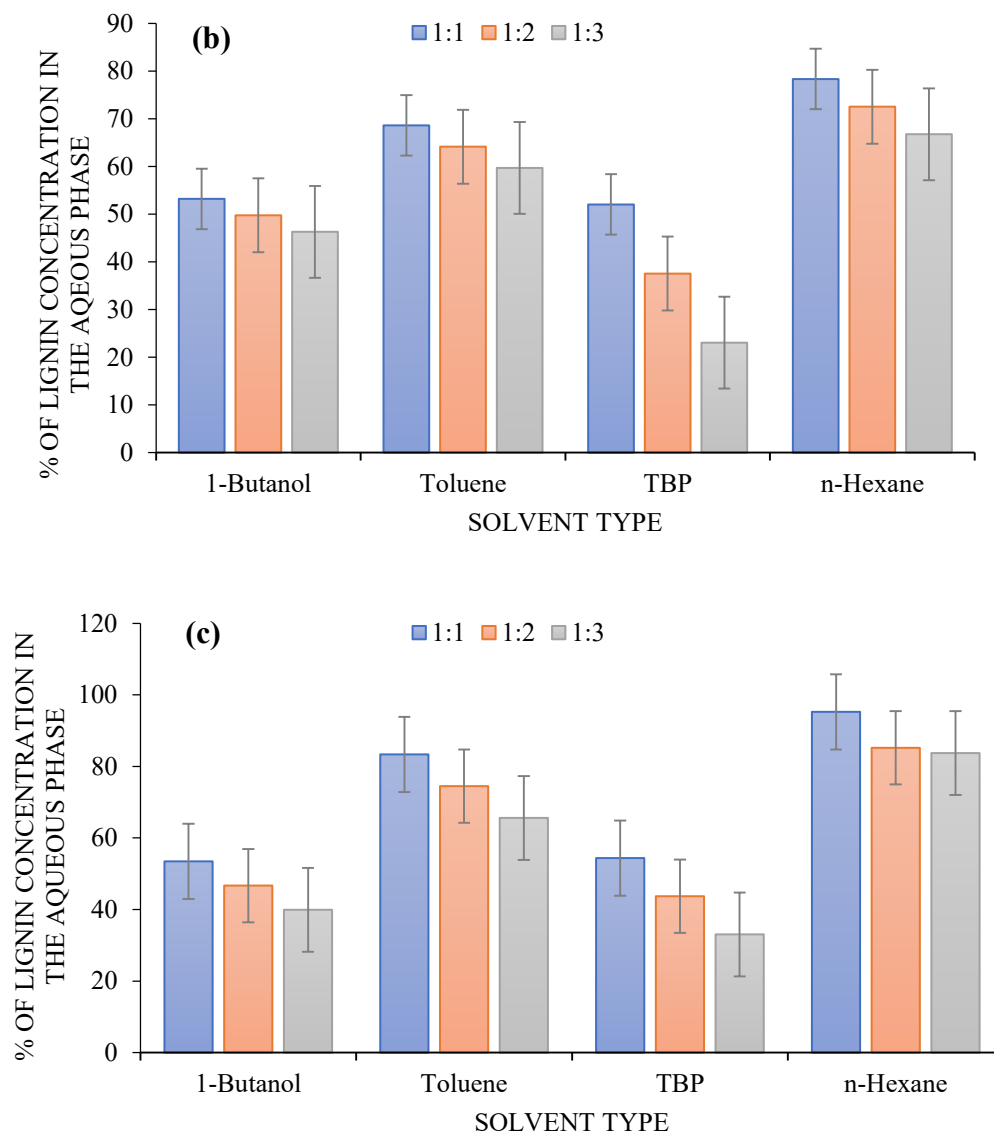 (b)
1:1 1:2 1:3
% OF LIGNIN CONCENTRATION IN
THE AQEOUS PHASE
90
80
70
60
50
40
30
20
10
0
1-Butanol Toluene TBP n-Hexane
SOLVENT TYPE
(c)
1:1 1:2 1:3
% OF LIGNIN CONCENTRATION IN
THE AQUEOUS PHASE
120
100
80
60
40
20
0
1-Butanol Toluene TBP n-Hexane
SOLVENT TYPE